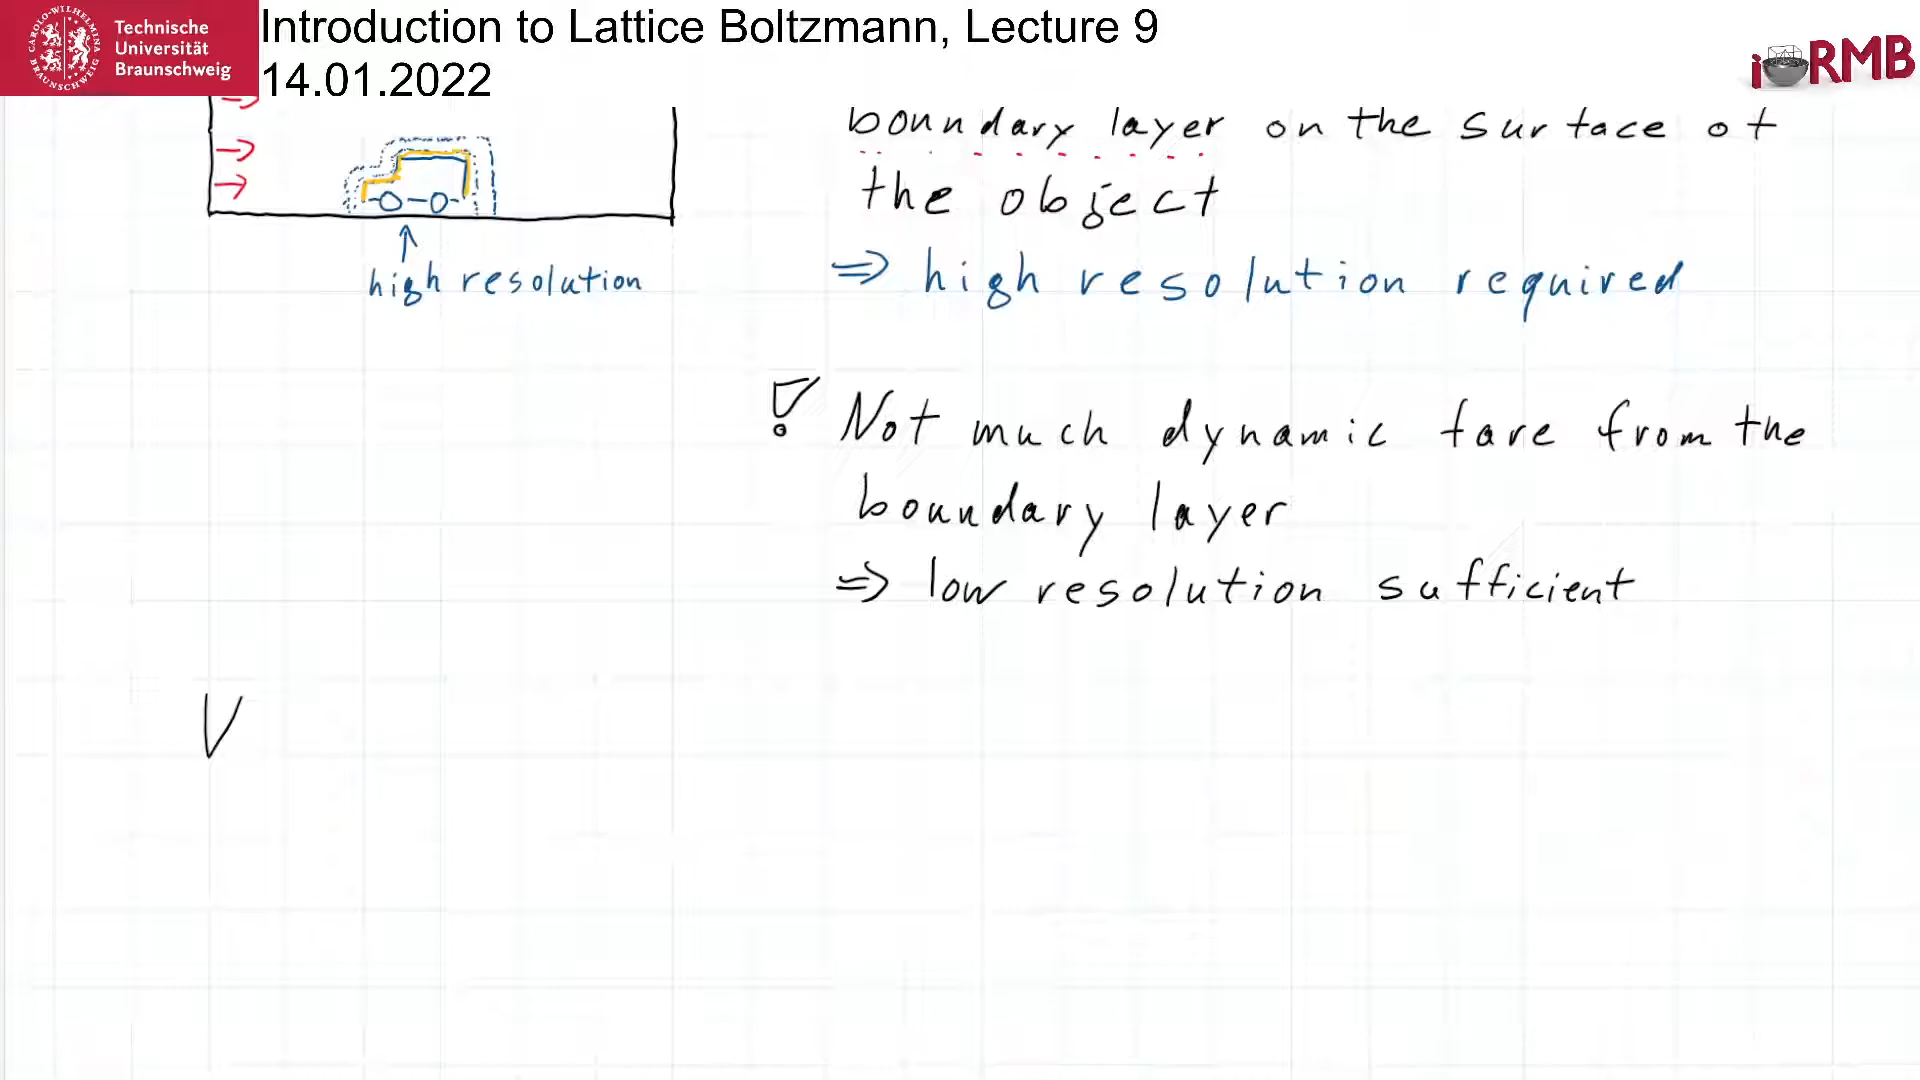 Technische
Universität
Braunschweig
Introduction to Lattice Boltzmann, Lecture 9
14.01.2022
iRMB
boundary layer on the surface of
the object
⇒ high resolution required
high resolution
! Not much dynamic fare from the
boundary layer
⇒ low resolution sufficient
V